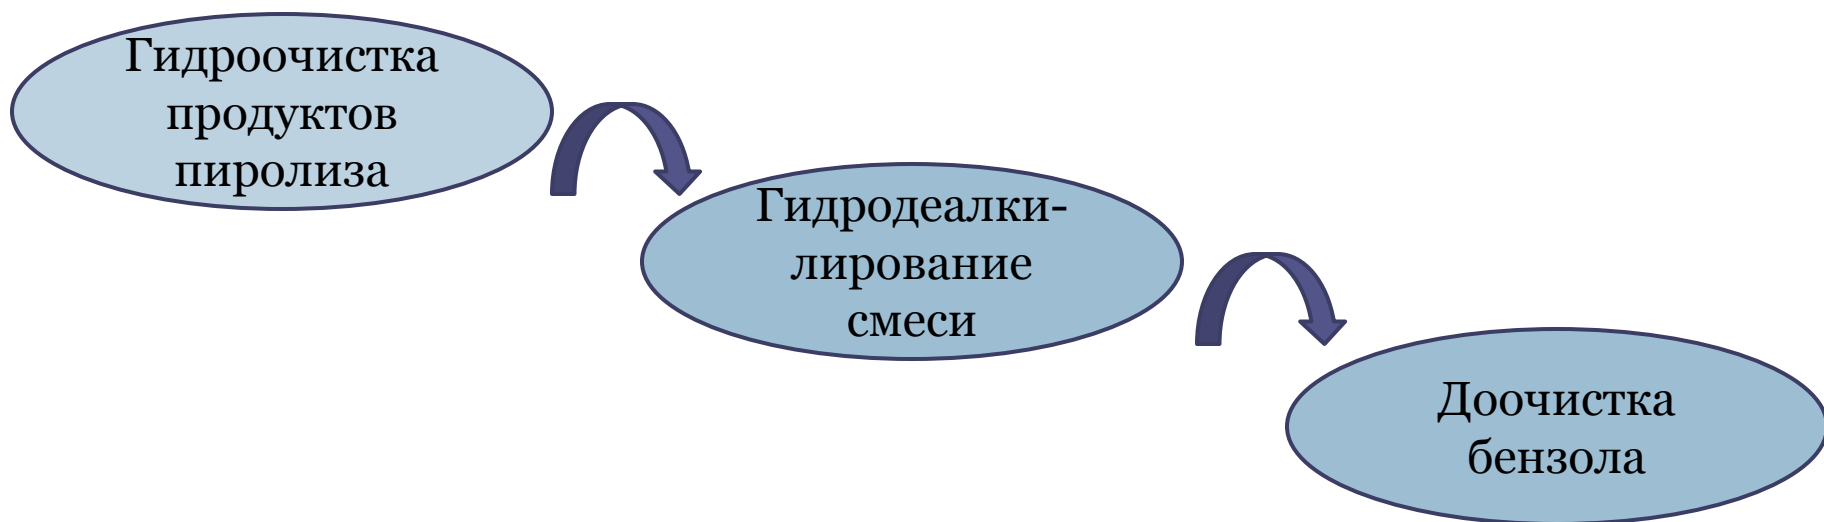 Гидроочистка
продуктов
пиролиза
Гидродеалки-
лирование
смеси
Доочистка
бензола